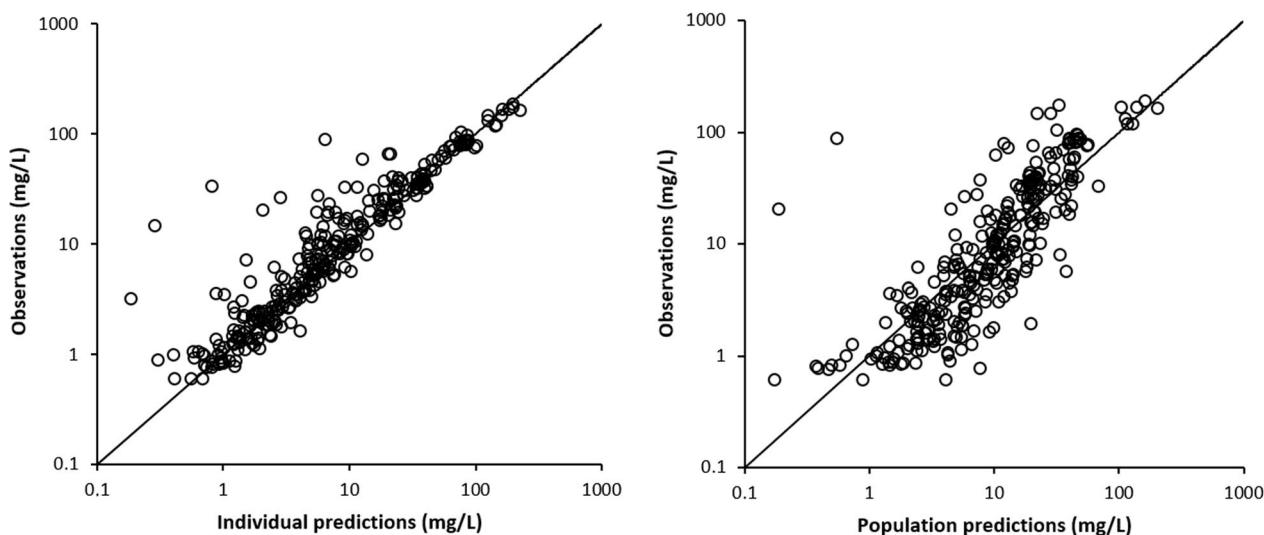 1000
100
10
1
0.1
Observations (mg/L)
0.1 1 10 100 1000
Individual predictions (mg/L)
1000
100
10
1
0.1
Observations (mg/L)
0.1 1 10 100 1000
Population predictions (mg/L)